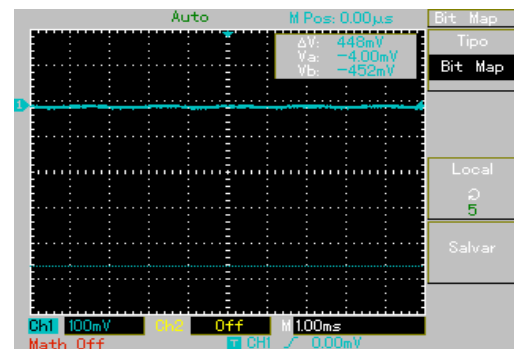 Auto M Pos: 0.00µs Bit Map
ΔV: 448mV
Va: -4.00mV
Vb: -452mV
Tipo
Bit Map
1
Local
5
Salvar
Ch1 100mV Ch2 Off M 1.00ms
Math Off T CH1 0.00mV